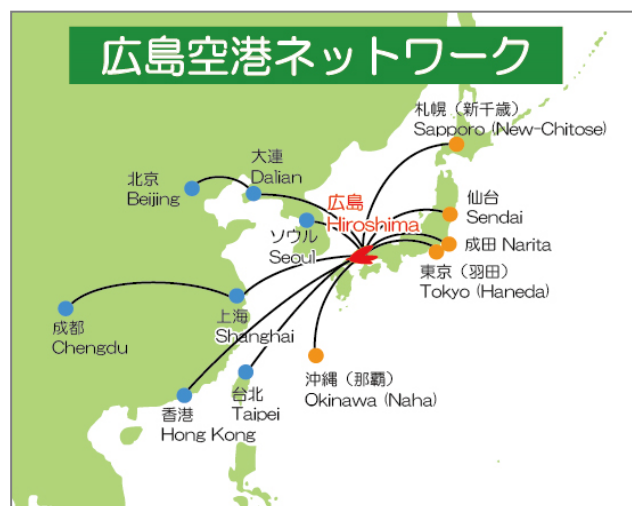 広島空港ネットワーク
札幌（新千歳）
Sapporo (New-Chitose)
大連
Dalian
北京
Beijing
広島
Hiroshima
仙台
Sendai
ソウル
Seoul
成田 Narita
東京（羽田）
Tokyo (Haneda)
上海
Shanghai
成都
Chengdu
沖縄（那覇）
Okinawa (Naha)
台北
Taipei
香港
Hong Kong